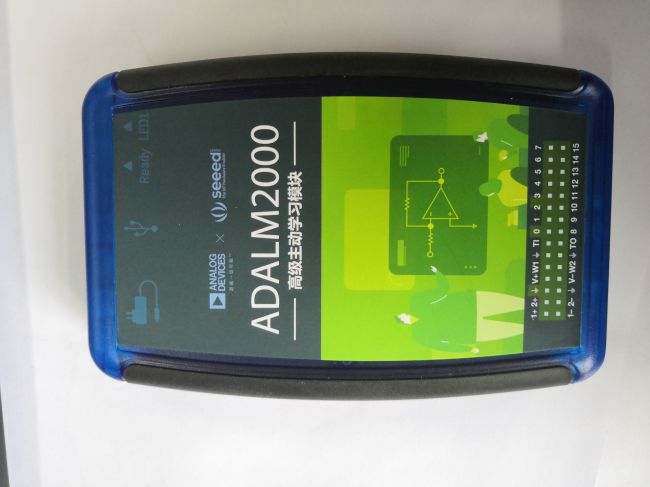 Ready LED1
ANALOG DEVICES × seeed
ADALM2000
高级主动学习模块
1+ 2+ ⏚ V+ W1 ⏚ TI 0 1 2 3 4 5 6 7
1− 2− ⏚ V− W2 ⏚ TO 8 9 10 11 12 13 14 15